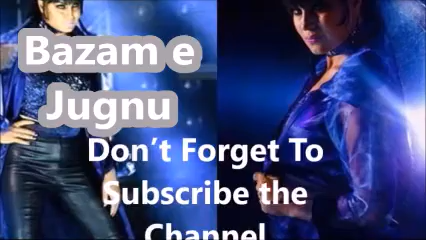 Bazam e
Jugnu
Don’t Forget To
Subscribe the
Channel